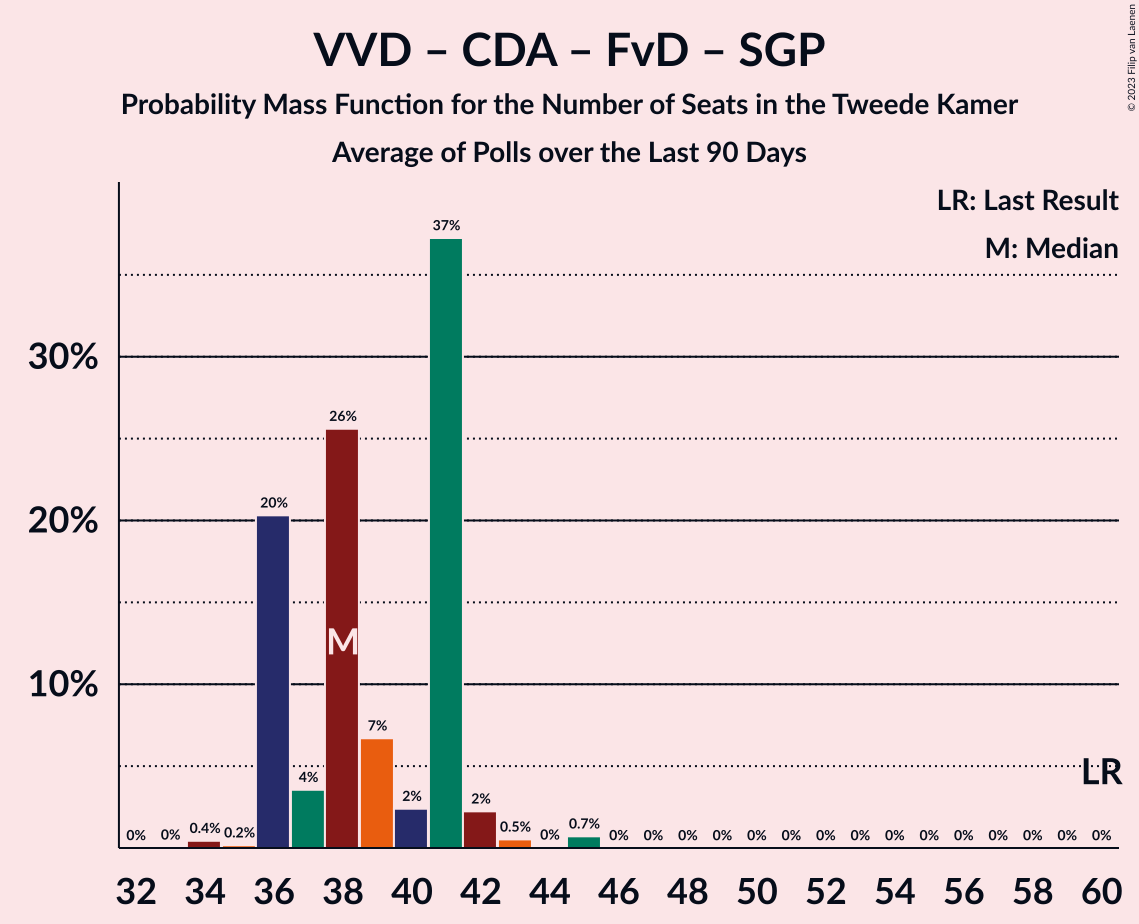 VVD – CDA – FvD – SGP
Probability Mass Function for the Number of Seats in the Tweede Kamer
Average of Polls over the Last 90 Days
© 2023 Filip van Laenen
LR: Last Result
M: Median
30%
20%
10%
0% 0% 0.4% 0.2% 20% 4% 26% 7% 2% 37% 2% 0.5% 0% 0.7% 0% 0% 0% 0% 0% 0% 0% 0% 0% 0% 0% 0% 0% 0% 0%
M
LR
32 34 36 38 40 42 44 46 48 50 52 54 56 58 60